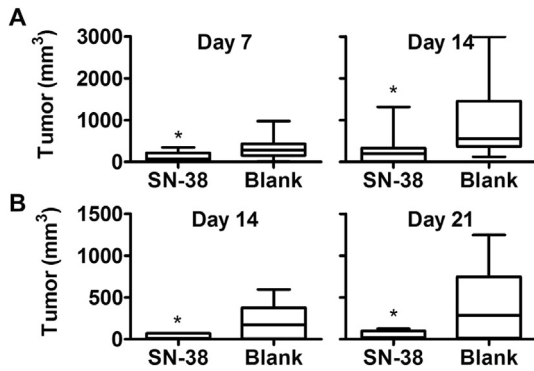 A
Day 7
Day 14
Tumor (mm³)
3000
2000
1000
0
*
*
SN-38
Blank
SN-38
Blank
B
Day 14
Day 21
Tumor (mm³)
1500
1000
500
0
*
*
SN-38
Blank
SN-38
Blank